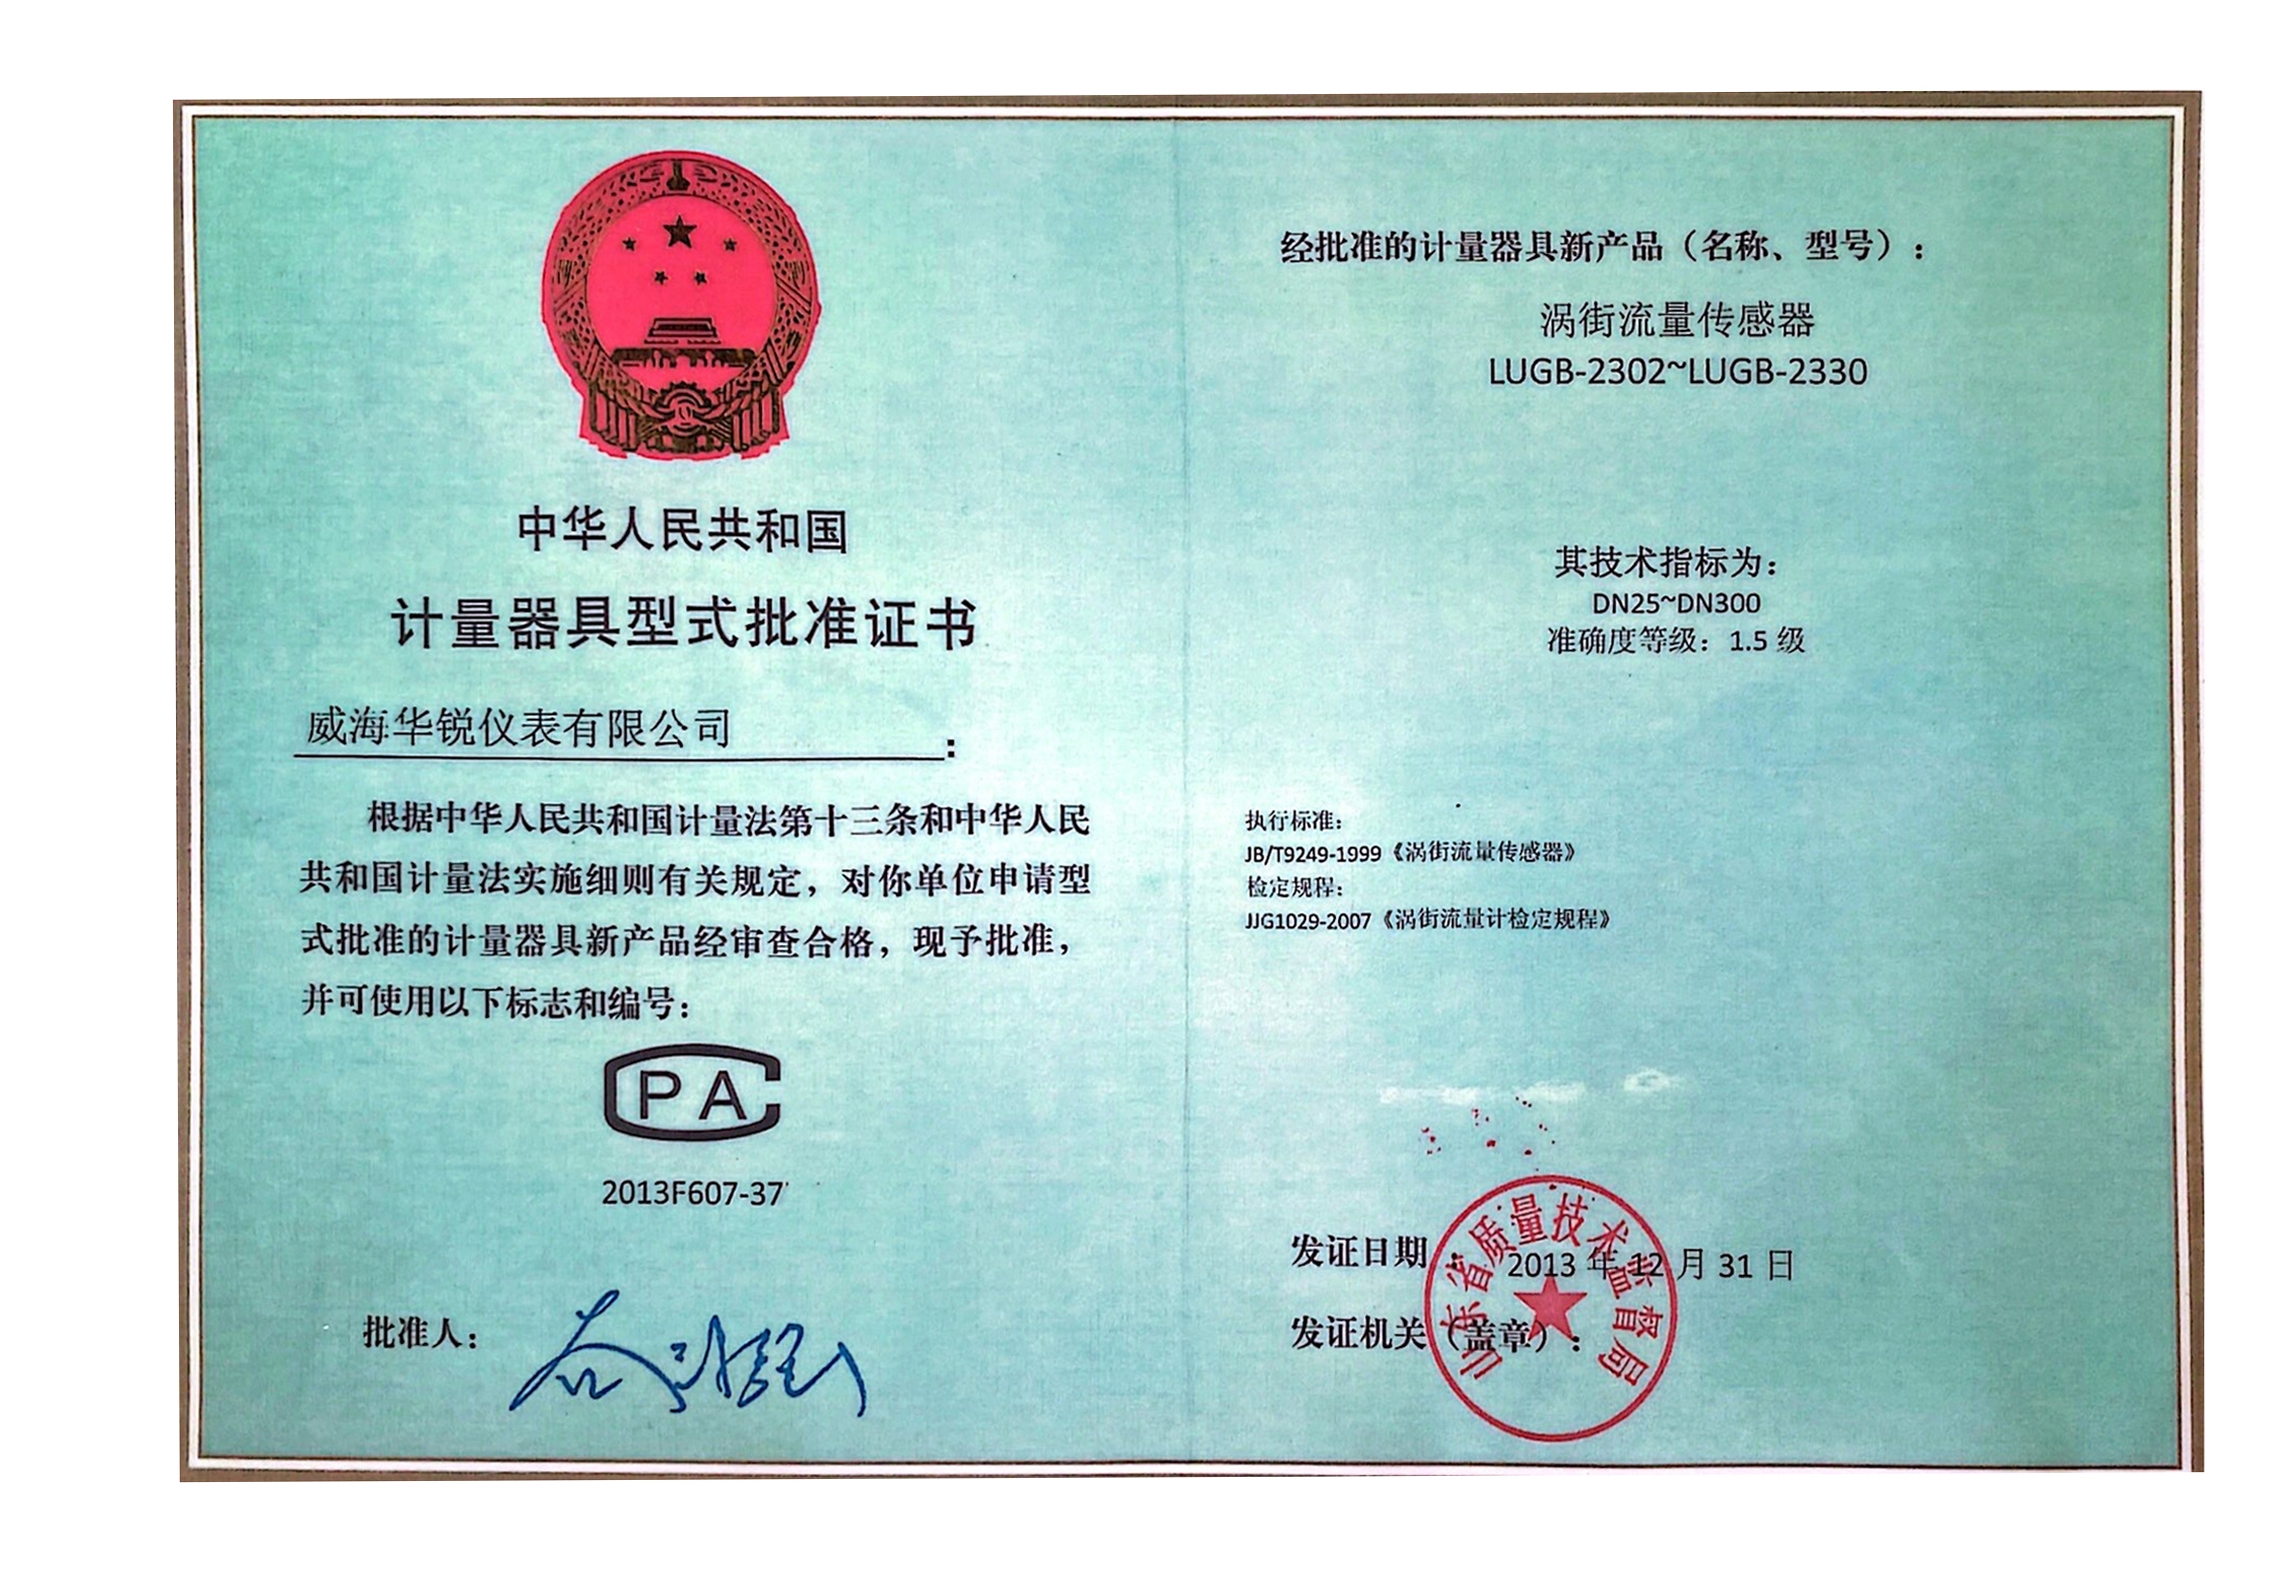 中华人民共和国
计量器具型式批准证书
威海华锐仪表有限公司:
根据中华人民共和国计量法第十三条和中华人民
共和国计量法实施细则有关规定，对你单位申请型
式批准的计量器具新产品经审查合格，现予批准，
并可使用以下标志和编号：
CPA
2013F607-37
批准人：
经批准的计量器具新产品（名称、型号）：
涡街流量传感器
LUGB-2302~LUGB-2330
其技术指标为：
DN25~DN300
准确度等级：1.5 级
执行标准：
JB/T9249-1999《涡街流量传感器》
检定规程：
JJG1029-2007《涡街流量计检定规程》
发证日期：2013 年 12 月 31 日
发证机关（盖章）：
山东省质量技术监督局